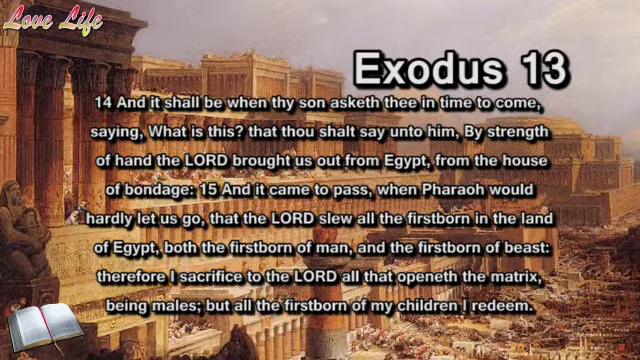 Love Life
Exodus 13
14 And it shall be when thy son asketh thee in time to come,
saying, What is this? that thou shalt say unto him, By strength
of hand the LORD brought us out from Egypt, from the house
of bondage: 15 And it came to pass, when Pharaoh would
hardly let us go, that the LORD slew all the firstborn in the land
of Egypt, both the firstborn of man, and the firstborn of beast:
therefore I sacrifice to the LORD all that openeth the matrix,
being males; but all the firstborn of my children I redeem.